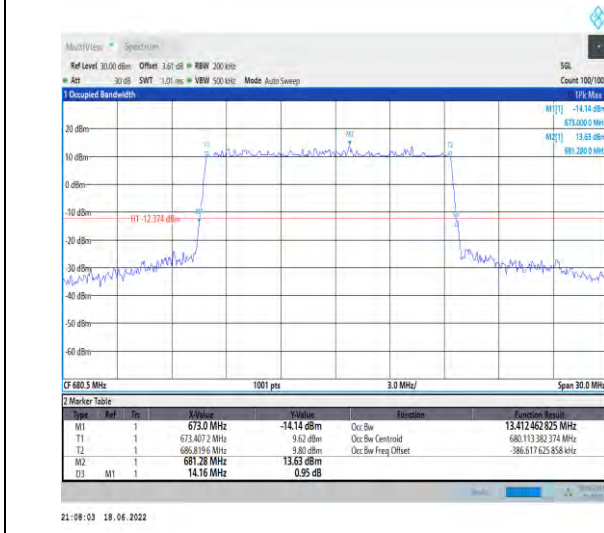 MultiView Spectrum
Ref Level 30.00 dBm Offset 3.61 dB RBW 200 kHz SGL
Att 30 dB SWT 1.01 ms VBW 500 kHz Mode Auto Sweep Count 100/100
1 Occupied Bandwidth 1Pk Max
M1[1] -14.14 dBm
673.000 0 MHz
M2[1] 13.63 dBm
681.280 0 MHz
20 dBm
10 dBm
0 dBm
-10 dBm
-20 dBm
-30 dBm
-40 dBm
-50 dBm
-60 dBm
T1
M2
T2
H1 -12.374 dBm
CF 680.5 MHz 1001 pts 3.0 MHz/ Span 30.0 MHz
2 Marker Table
Type Ref Trc X-Value Y-Value Function Function Result
M1 1 673.0 MHz -14.14 dBm Occ Bw 13.412 462 825 MHz
T1 1 673.407 2 MHz 9.62 dBm Occ Bw Centroid 680.113 382 374 MHz
T2 1 686.819 6 MHz 9.80 dBm Occ Bw Freq Offset -386.617 625 858 kHz
M2 1 681.28 MHz 13.63 dBm
D3 M1 1 14.16 MHz 0.95 dB
21:08:03 18.06.2022